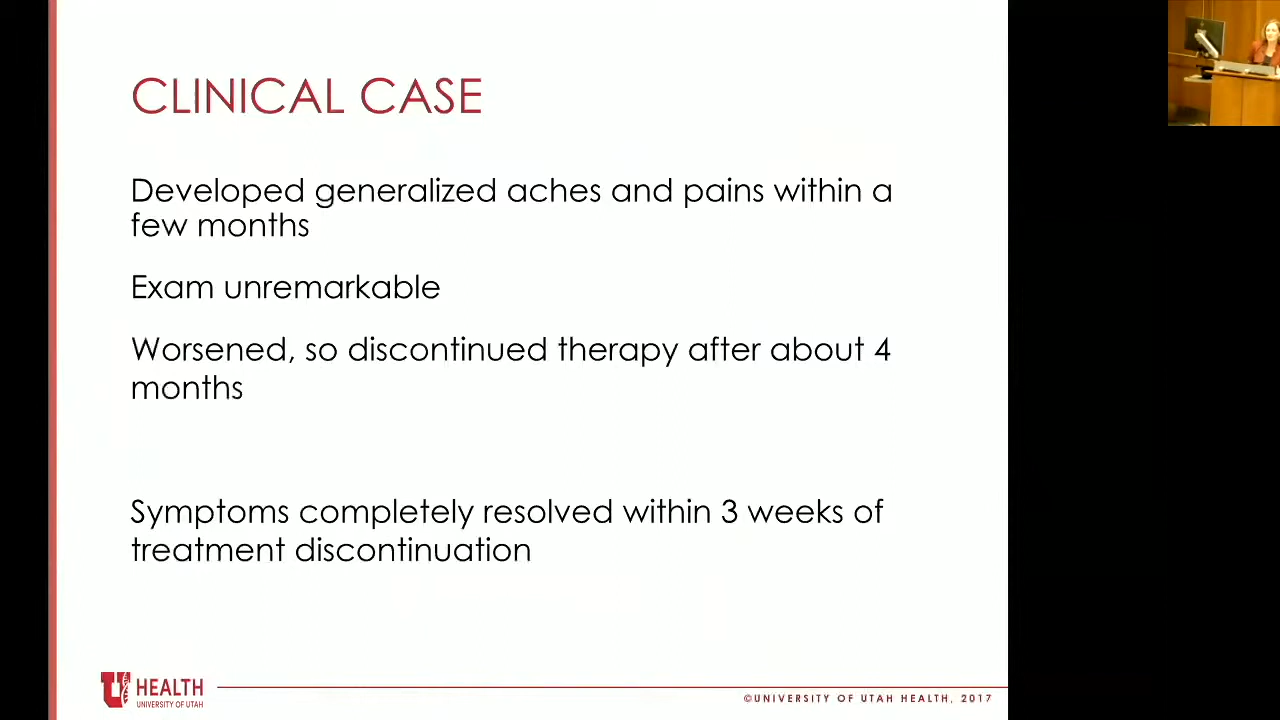 CLINICAL CASE
Developed generalized aches and pains within a
few months
Exam unremarkable
Worsened, so discontinued therapy after about 4
months
Symptoms completely resolved within 3 weeks of
treatment discontinuation
U HEALTH
UNIVERSITY OF UTAH
©UNIVERSITY OF UTAH HEALTH, 2017